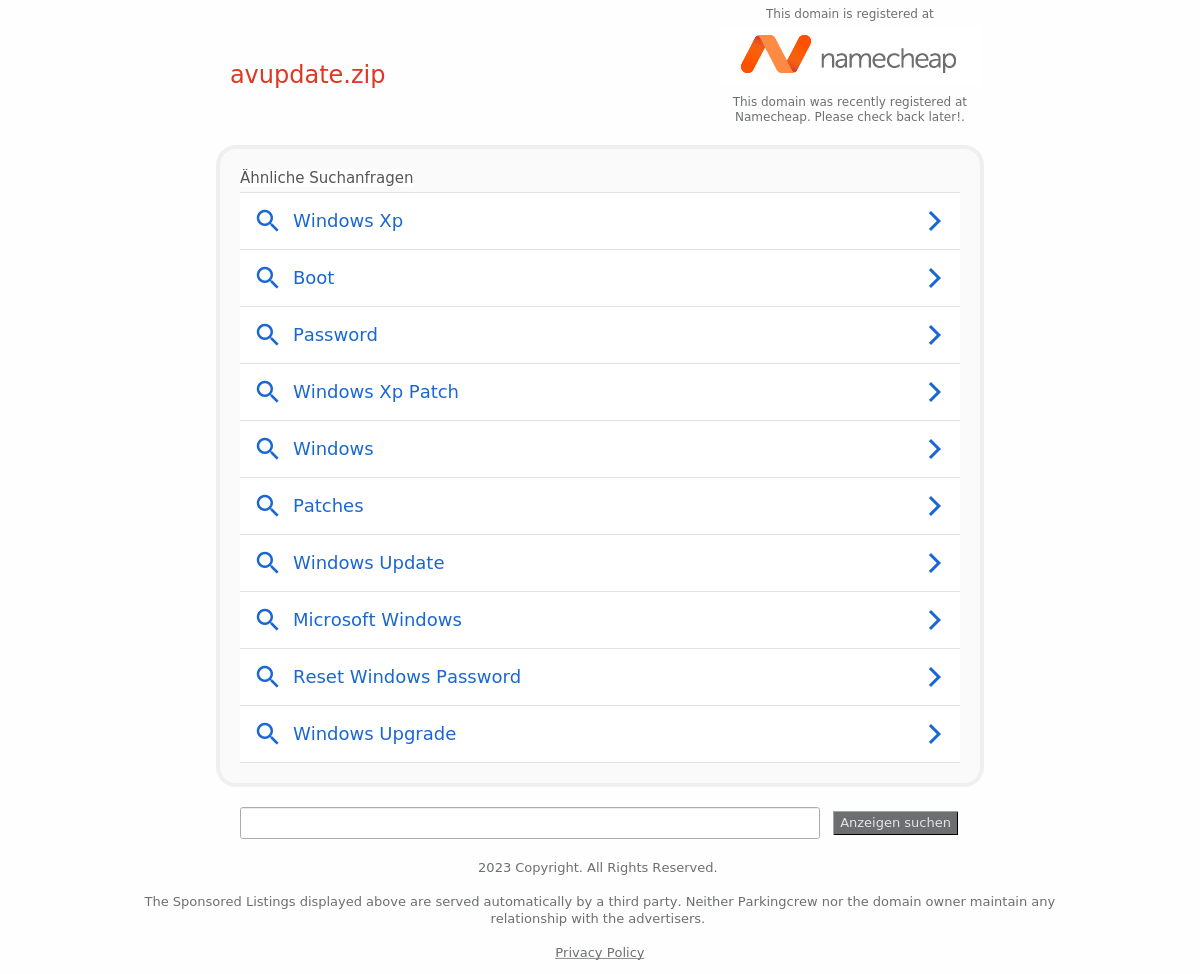 This domain is registered at
namecheap
avupdate.zip
This domain was recently registered at
Namecheap. Please check back later!.
Ähnliche Suchanfragen
Windows Xp
Boot
Password
Windows Xp Patch
Windows
Patches
Windows Update
Microsoft Windows
Reset Windows Password
Windows Upgrade
Anzeigen suchen
2023 Copyright. All Rights Reserved.
The Sponsored Listings displayed above are served automatically by a third party. Neither Parkingcrew nor the domain owner maintain any
relationship with the advertisers.
Privacy Policy